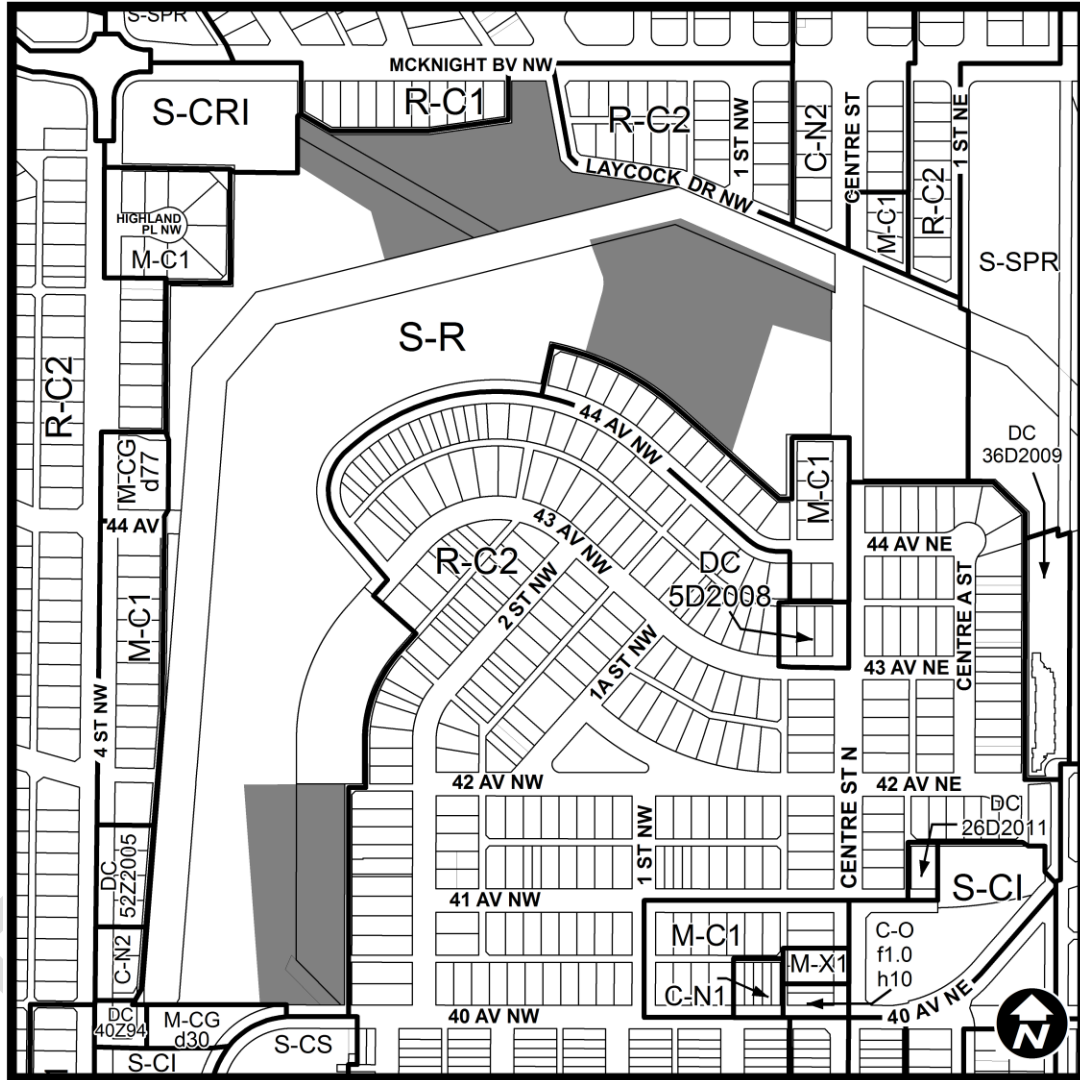 S-SPR
MCKNIGHT BV NW
S-CRI
R-C1
R-C2
1 ST NW
C-N2
CENTRE ST
M-C1
R-C2
1 ST NE
LAYCOCK DR NW
HIGHLAND
PL NW
M-C1
S-SPR
S-R
R-C2
44 AV NW
DC
36D2009
M-CG
d77
M-C1
44 AV
43 AV NW
44 AV NE
R-C2
DC
5D2008
2 ST NW
CENTRE A ST
M-C1
1A ST NW
43 AV NE
4 ST NW
CENTRE ST N
42 AV NW
42 AV NE
DC
26D2011
1 ST NW
DC
52Z2005
41 AV NW
S-CI
M-C1
C-O
f1.0
h10
C-N2
M-X1
C-N1
DC
40Z94
M-CG
d30
40 AV NW
40 AV NE
S-CS
S-CI
N